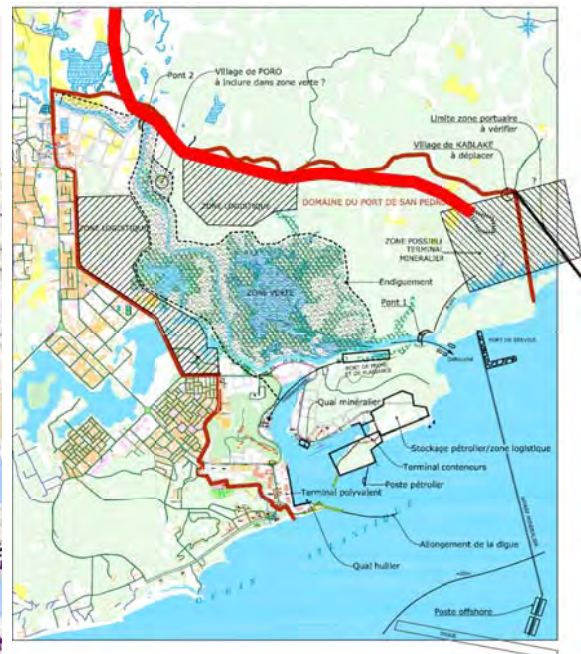 Pont 2
Village de PORO
à inclure dans zone verte ?
Limite zone portuaire
à vérifier
Village de KABLAKE
à déplacer
?
ZONE LOGISTIQUE
DOMAINE DU PORT DE SAN PEDRO
ZONE LOGISTIQUE
ZONE POSSIBLE
TERMINAL
MINERALIER
Endiguement
ZONE VERTE
Pont 1
PORT DE SERVICE
PORT DE PECHE
ET DE PLAISANCE
Quai minéralier
Stockage pétrolier/zone logistique
Terminal conteneurs
Poste pétrolier
Terminal polyvalent
Allongement de la digue
Quai huilier
OCEAN ATLANTIQUE
Poste offshore